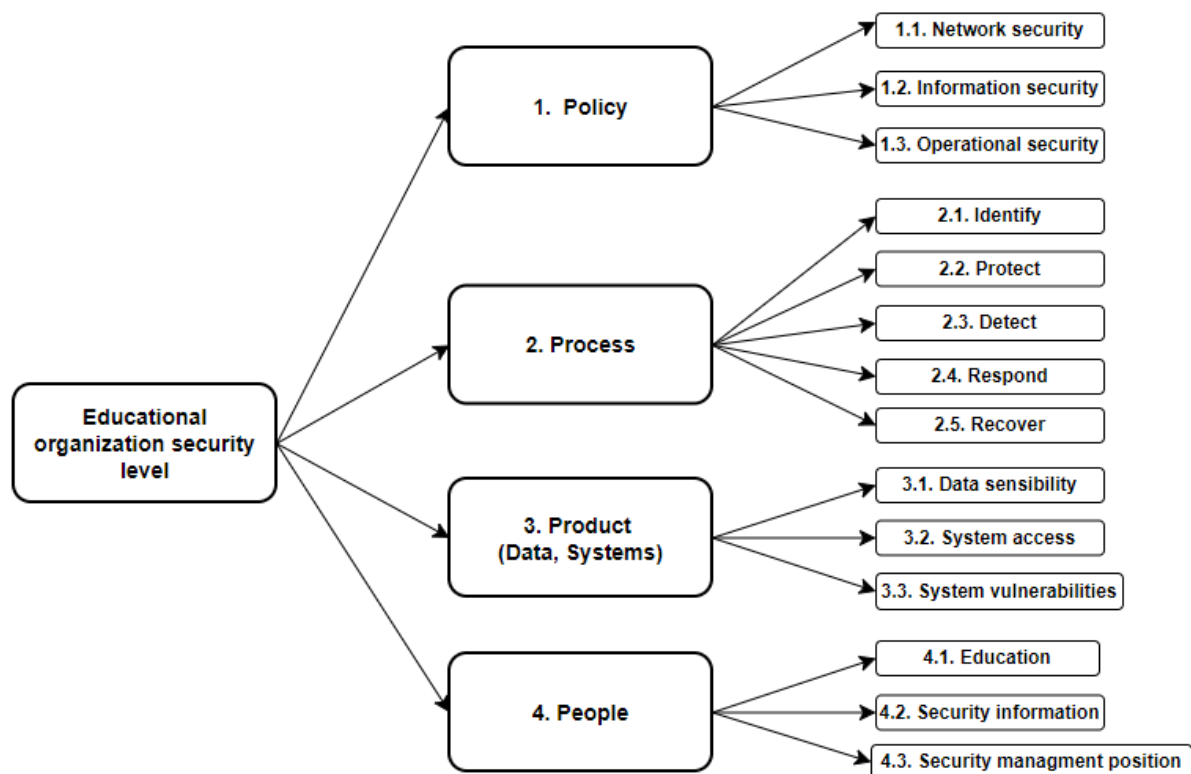 Educational
organization security
level
1. Policy
1.1. Network security
1.2. Information security
1.3. Operational security
2. Process
2.1. Identify
2.2. Protect
2.3. Detect
2.4. Respond
2.5. Recover
3. Product
(Data, Systems)
3.1. Data sensibility
3.2. System access
3.3. System vulnerabilities
4. People
4.1. Education
4.2. Security information
4.3. Security managment position